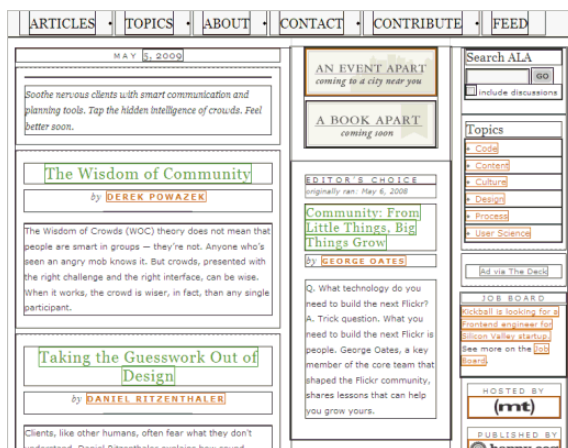 ARTICLES • TOPICS • ABOUT • CONTACT • CONTRIBUTE • FEED
MAY 5, 2009
Soothe nervous clients with smart communication and
planning tools. Tap the hidden intelligence of crowds. Feel
better soon.
The Wisdom of Community
by DEREK POWAZEK
The Wisdom of Crowds (WOC) theory does not mean that
people are smart in groups — they're not. Anyone who's
seen an angry mob knows it. But crowds, presented with
the right challenge and the right interface, can be wise.
When it works, the crowd is wiser, in fact, than any single
participant.
Taking the Guesswork Out of
Design
by DANIEL RITZENTHALER
Clients, like other humans, often fear what they don't
AN EVENT APART
coming to a city near you
A BOOK APART
coming soon
EDITOR'S CHOICE
originally ran: May 6, 2008
Community: From
Little Things, Big
Things Grow
by GEORGE OATES
Q. What technology do you
need to build the next Flickr?
A. Trick question. What you
need to build the next Flickr is
people. George Oates, a key
member of the core team that
shaped the Flickr community,
shares lessons that can help
you grow yours.
Search ALA
GO
include discussions
Topics
• Code
• Content
• Culture
• Design
• Process
• User Science
Ad via The Deck
JOB BOARD
Kickball is looking for a
Frontend engineer for
Silicon Valley startup.
See more on the Job
Board.
HOSTED BY
(mt)
PUBLISHED BY